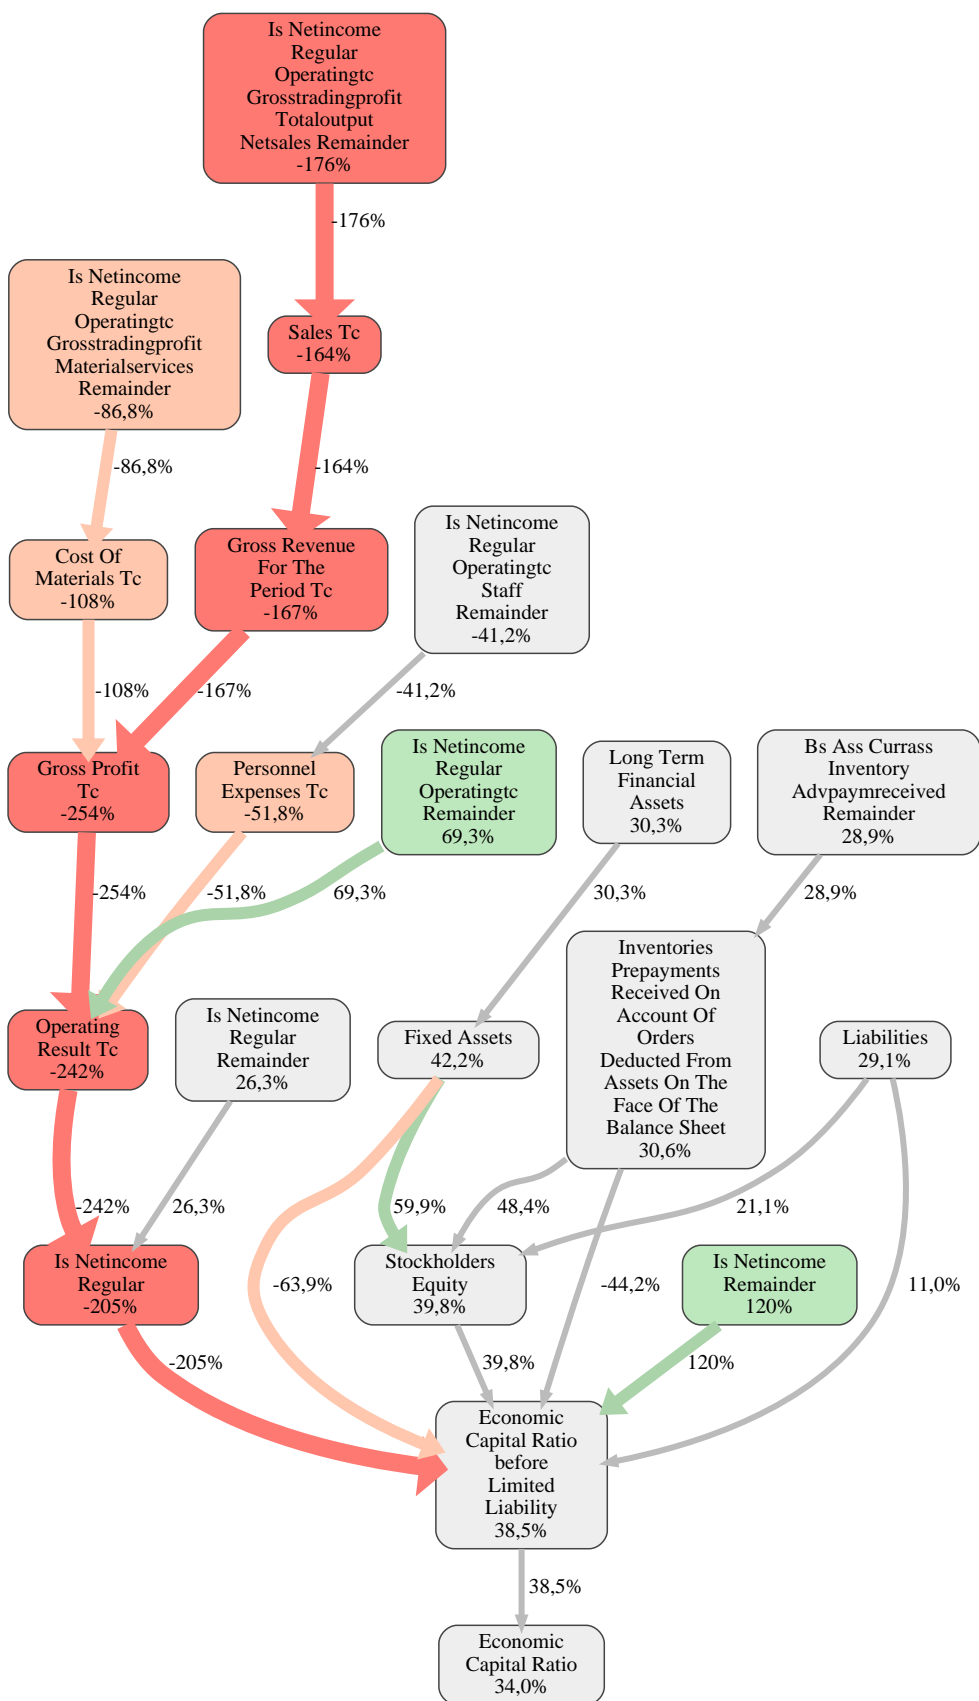 Is Netincome
Regular
Operatingtc
Grosstradingprofit
Totaloutput
Netsales Remainder
-176%
-176%
Is Netincome
Regular
Operatingtc
Grosstradingprofit
Materialservices
Remainder
-86,8%
Sales Tc
-164%
-86,8%
-164%
Is Netincome
Regular
Operatingtc
Staff
Remainder
-41,2%
Cost Of
Materials Tc
-108%
Gross Revenue
For The
Period Tc
-167%
-108%
-167%
-41,2%
Gross Profit
Tc
-254%
Personnel
Expenses Tc
-51,8%
Is Netincome
Regular
Operatingtc
Remainder
69,3%
Long Term
Financial
Assets
30,3%
Bs Ass Currass
Inventory
Advpaymreceived
Remainder
28,9%
-254%
-51,8%
69,3%
30,3%
28,9%
Inventories
Prepayments
Received On
Account Of
Orders
Deducted From
Assets On The
Face Of The
Balance Sheet
30,6%
Operating
Result Tc
-242%
Is Netincome
Regular
Remainder
26,3%
Fixed Assets
42,2%
Liabilities
29,1%
-242%
26,3%
59,9%
48,4%
21,1%
Is Netincome
Regular
-205%
-63,9%
Stockholders
Equity
39,8%
-44,2%
Is Netincome
Remainder
120%
11,0%
-205%
39,8%
120%
Economic
Capital Ratio
before
Limited
Liability
38,5%
38,5%
Economic
Capital Ratio
34,0%